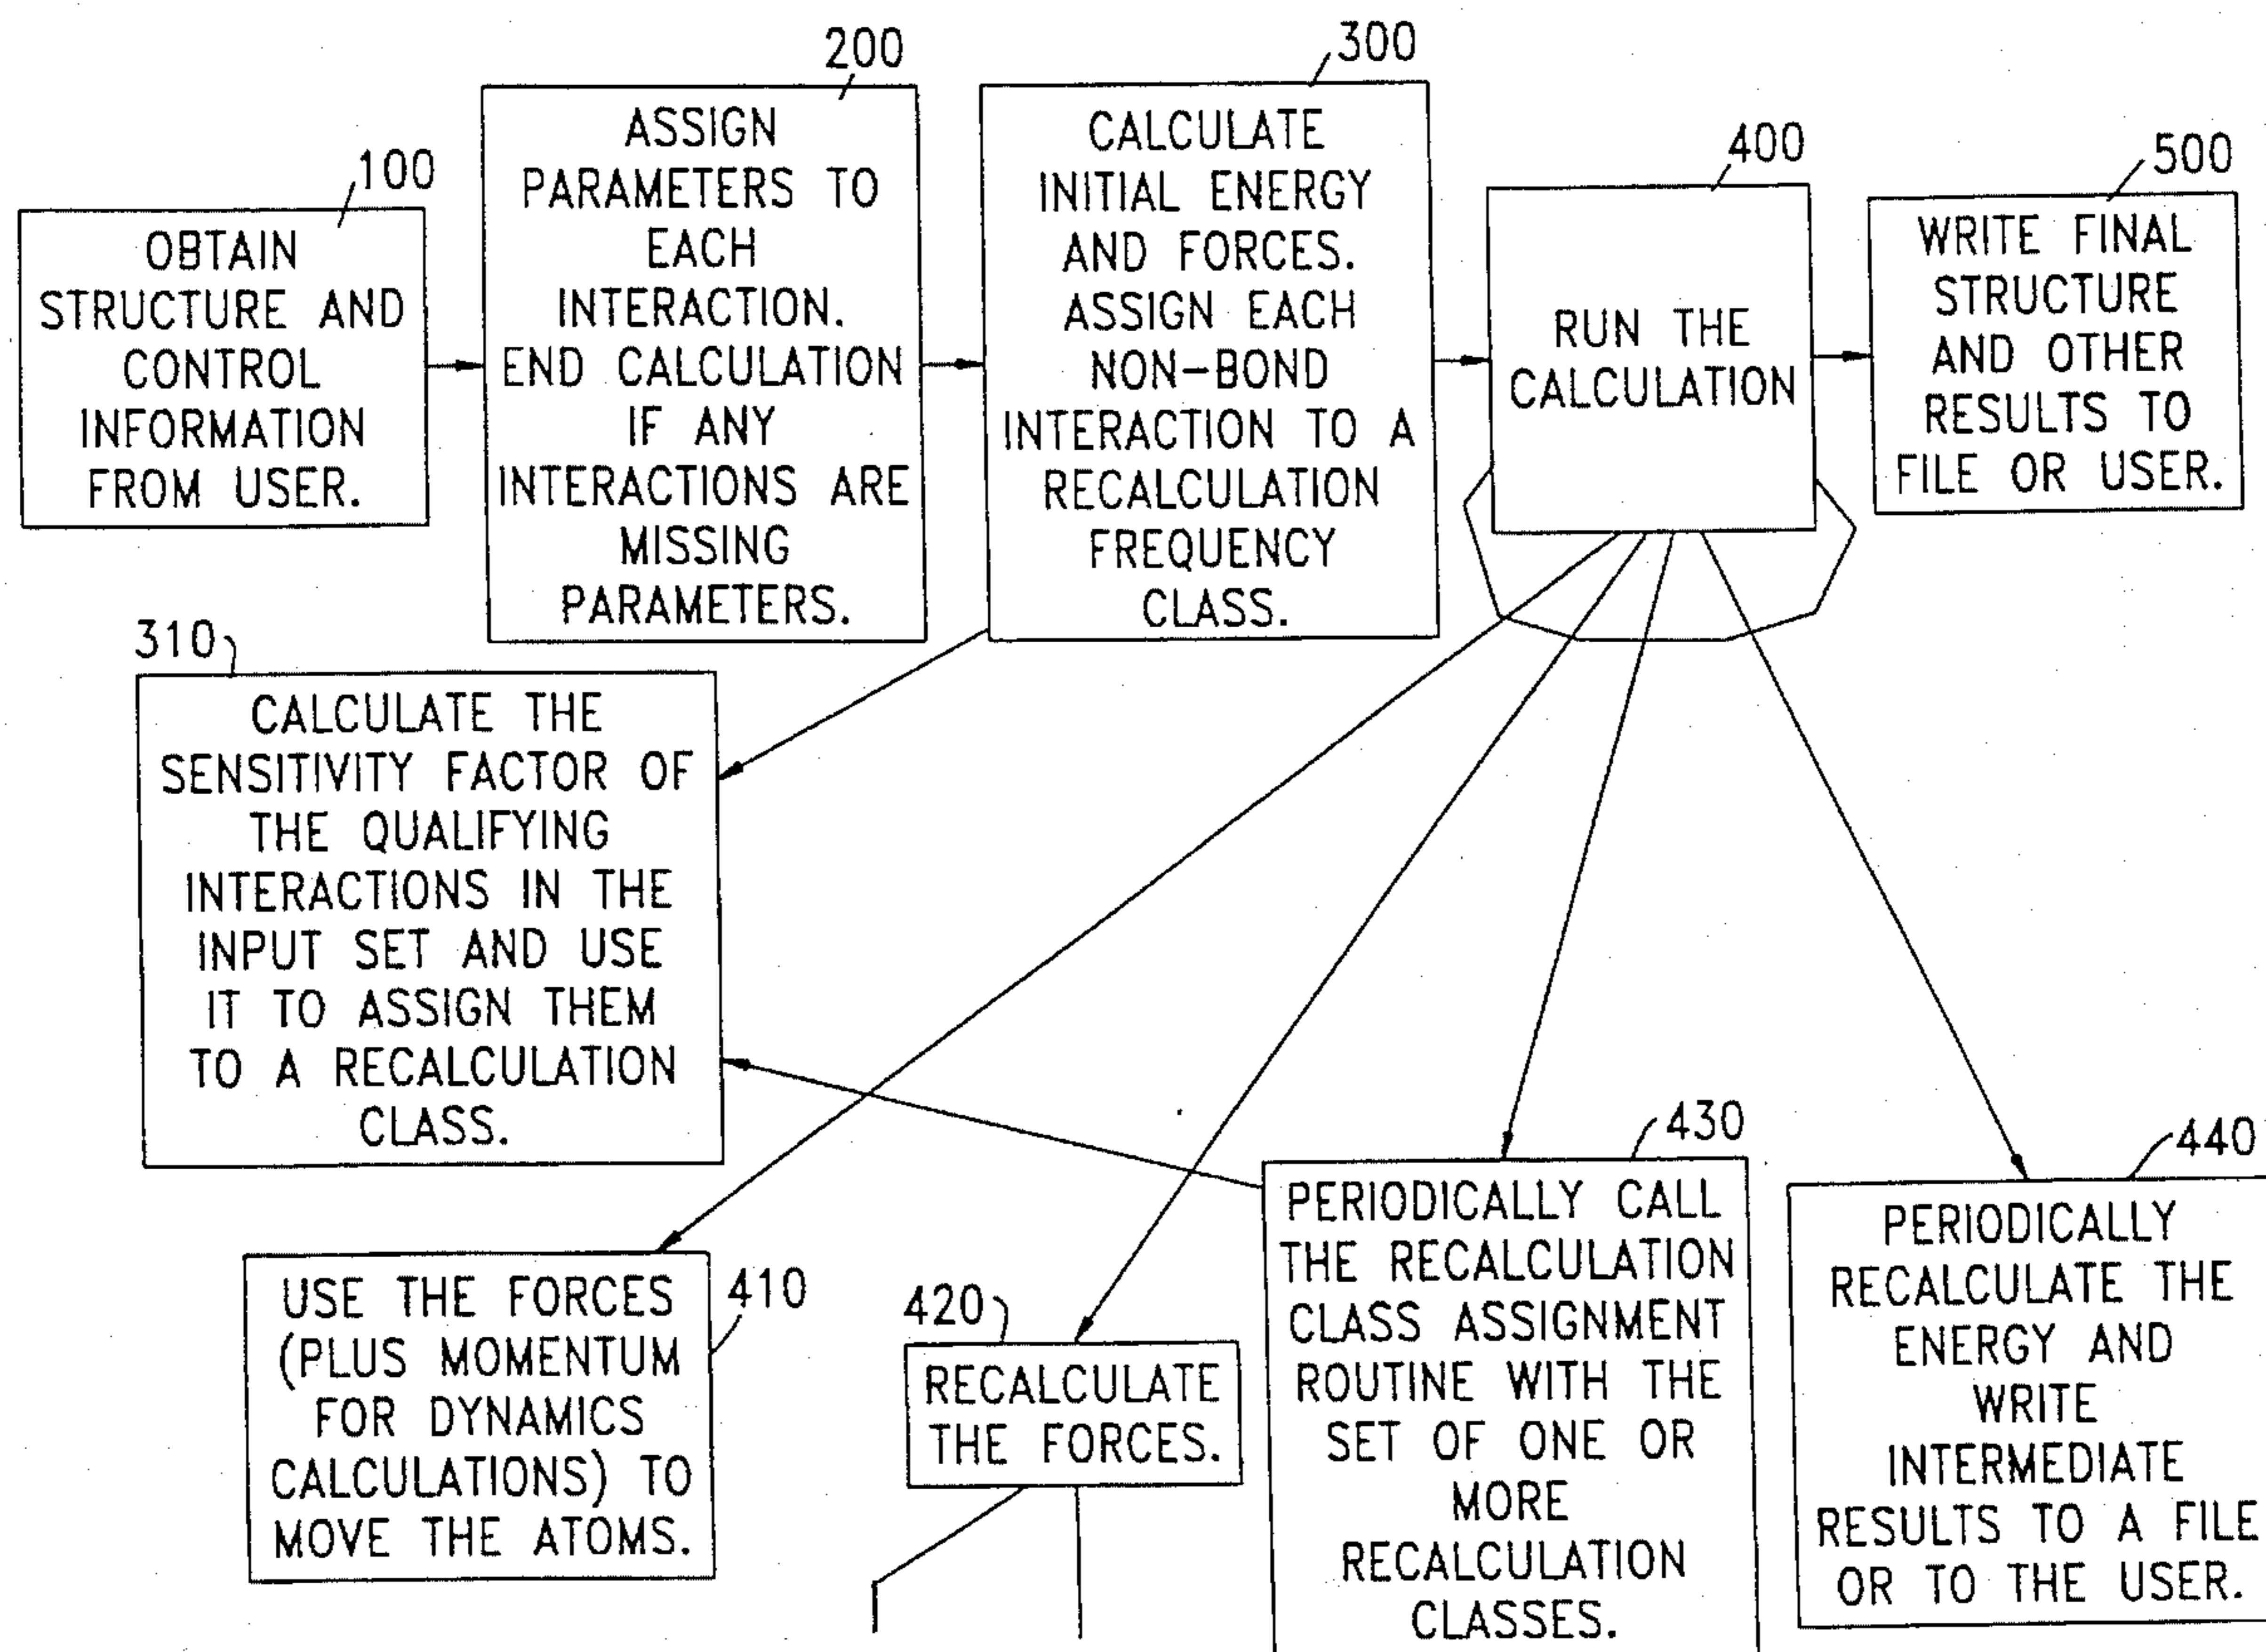 100
OBTAIN
STRUCTURE AND
CONTROL
INFORMATION
FROM USER.
200
ASSIGN
PARAMETERS TO
EACH
INTERACTION.
END CALCULATION
IF ANY
INTERACTIONS ARE
MISSING
PARAMETERS.
300
CALCULATE
INITIAL ENERGY
AND FORCES.
ASSIGN EACH
NON-BOND
INTERACTION TO A
RECALCULATION
FREQUENCY
CLASS.
400
RUN THE
CALCULATION
500
WRITE FINAL
STRUCTURE
AND OTHER
RESULTS TO
FILE OR USER.
310
CALCULATE THE
SENSITIVITY FACTOR OF
THE QUALIFYING
INTERACTIONS IN THE
INPUT SET AND USE
IT TO ASSIGN THEM
TO A RECALCULATION
CLASS.
410
USE THE FORCES
(PLUS MOMENTUM
FOR DYNAMICS
CALCULATIONS) TO
MOVE THE ATOMS.
420
RECALCULATE
THE FORCES.
430
PERIODICALLY CALL
THE RECALCULATION
CLASS ASSIGNMENT
ROUTINE WITH THE
SET OF ONE OR
MORE
RECALCULATION
CLASSES.
440
PERIODICALLY
RECALCULATE THE
ENERGY AND
WRITE
INTERMEDIATE
RESULTS TO A FILE
OR TO THE USER.